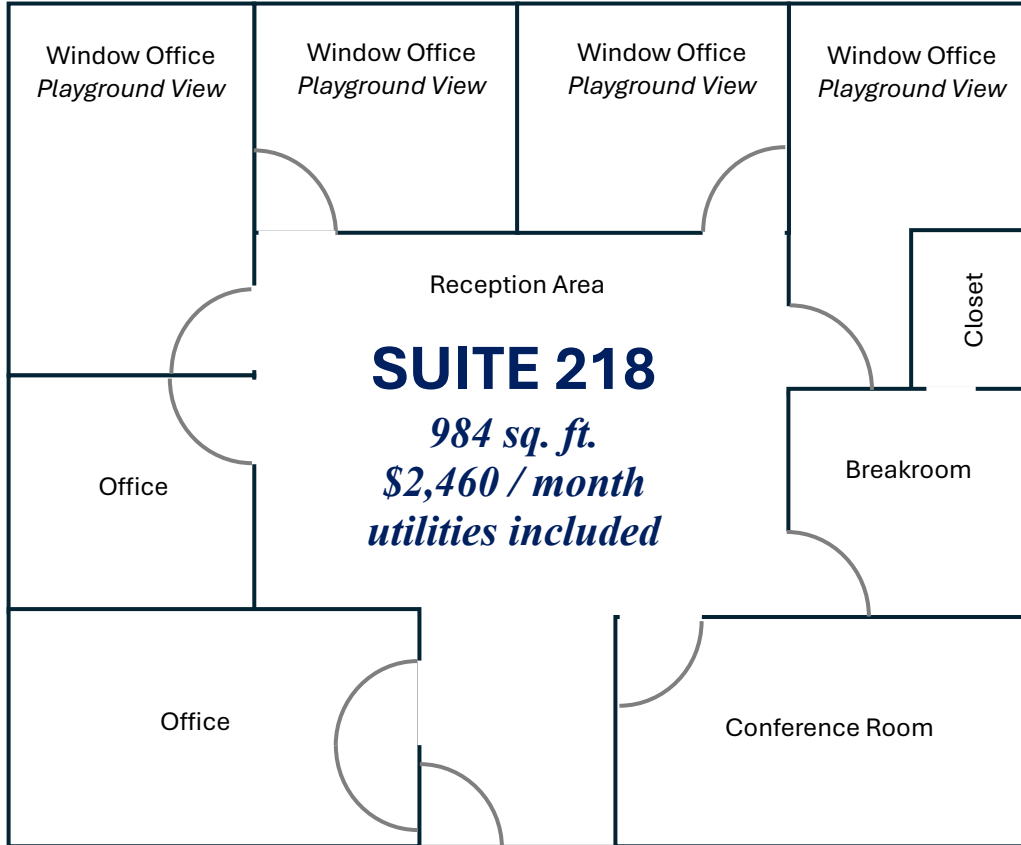 Window Office
Playground View
Window Office
Playground View
Window Office
Playground View
Window Office
Playground View
Reception Area
Closet
SUITE 218
984 sq. ft.
$2,460 / month
utilities included
Office
Breakroom
Office
Conference Room